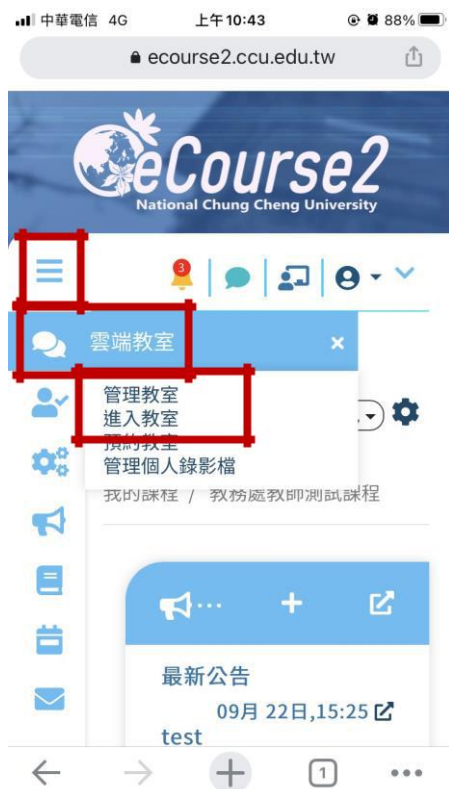 中華電信 4G 上午10:43 88%
ecourse2.ccu.edu.tw
eCourse2
National Chung Cheng University
3
雲端教室 ×
管理教室
進入教室
預約教室
管理個人錄影檔
我的課程 / 教務處教師測試課程
... +
最新公告
09月 22日,15:25
test
1